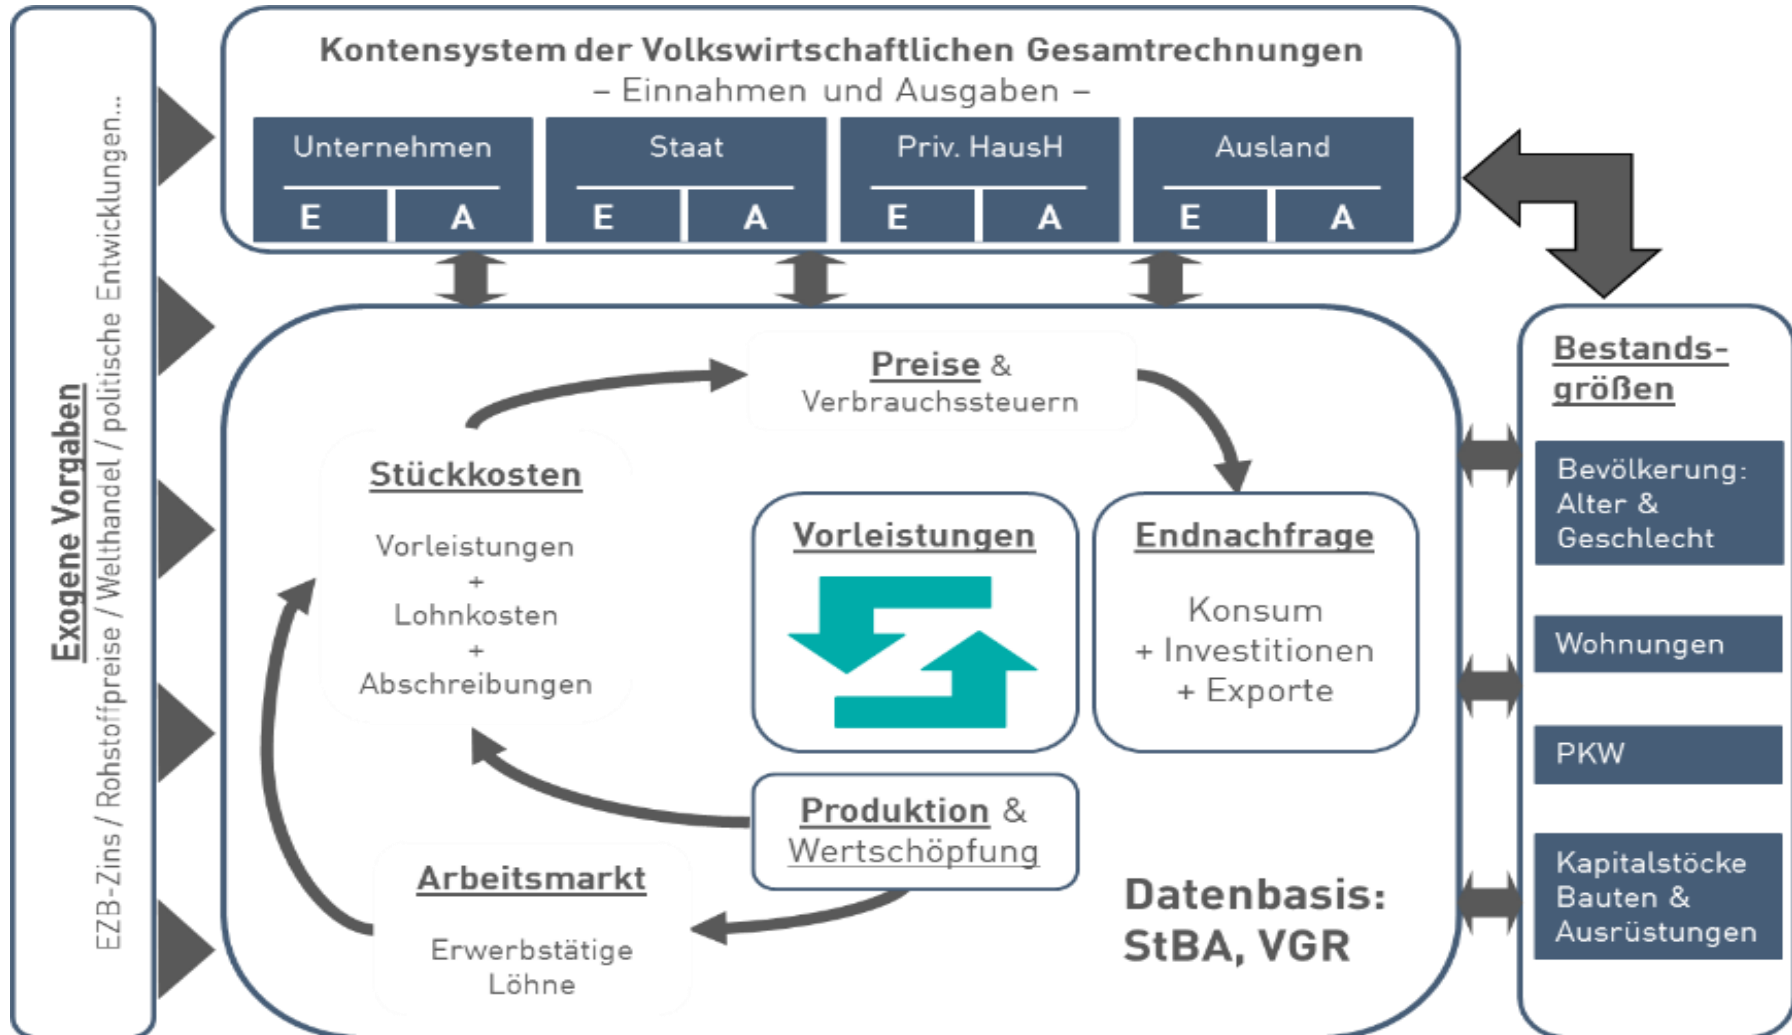 Exogene Vorgaben
EZB-Zins / Rohstoffpreise / Welthandel / politische Entwicklungen...
Kontensystem der Volkswirtschaftlichen Gesamtrechnungen
– Einnahmen und Ausgaben –
Unternehmen
E A
Staat
E A
Priv. HausH
E A
Ausland
E A
Preise &
Verbrauchssteuern
Stückkosten
Vorleistungen
+
Lohnkosten
+
Abschreibungen
Vorleistungen
Endnachfrage
Konsum
+ Investitionen
+ Exporte
Produktion &
Wertschöpfung
Arbeitsmarkt
Erwerbstätige
Löhne
Datenbasis:
StBA, VGR
Bestands-
größen
Bevölkerung:
Alter &
Geschlecht
Wohnungen
PKW
Kapitalstöcke
Bauten &
Ausrüstungen